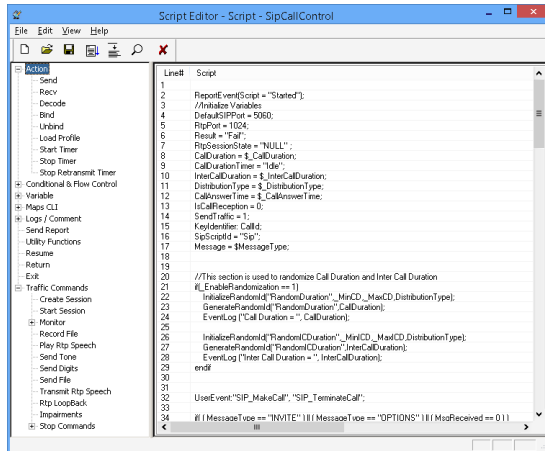 Script Editor - Script - SipCallControl
File Edit View Help
Action
Send
Recv
Decode
Bind
Unbind
Load Profile
Start Timer
Stop Timer
Stop Retransmit Timer
Conditional & Flow Control
Variable
Maps CLI
Logs / Comment
Send Report
Utility Functions
Resume
Return
Exit
Traffic Commands
Create Session
Start Session
Monitor
Record File
Play Rtp Speech
Send Tone
Send Digits
Send File
Transmit Rtp Speech
Rtp LoopBack
Impairments
Stop Commands
Line# Script
1
2 ReportEvent(Script = "Started");
3 //Initialize Variables
4 DefaultSIPPort = 5060;
5 RtpPort = 1024;
6 Result = "Fail";
7 RtpSessionState = "NULL" ;
8 CallDuration = $_CallDuration;
9 CallDurationTimer = "Idle";
10 InterCallDuration = $_InterCallDuration;
11 DistributionType = $_DistributionType;
12 CallAnswerTime = $_CallAnswerTime;
13 IsCallReception = 0;
14 SendTraffic = 1;
15 KeyIdentifier: CallId;
16 SipScriptId = "Sip";
17 Message = $MessageType;
18
19
20 //This section is used to randomize Call Duration and Inter Call Duration
21 if(_EnableRandomization == 1)
22 InitializeRandomId("RandomDuration",_MinCD,_MaxCD,DistributionType);
23 GenerateRandomId("RandomDuration",CallDuration);
24 EventLog ("Call Duration = ", CallDuration);
25
26 InitializeRandomId("RandomICDuration",_MinICD,_MaxICD,DistributionType);
27 GenerateRandomId("RandomICDuration",InterCallDuration);
28 EventLog ("Inter Call Duration = ", InterCallDuration);
29 endif
30
31
32 UserEvent:"SIP_MakeCall", "SIP_TerminateCall";
33
34 if( ( MessageType == "INVITE" ) || ( MessageType == "OPTIONS" ) || ( MsgReceived == 0 ) )